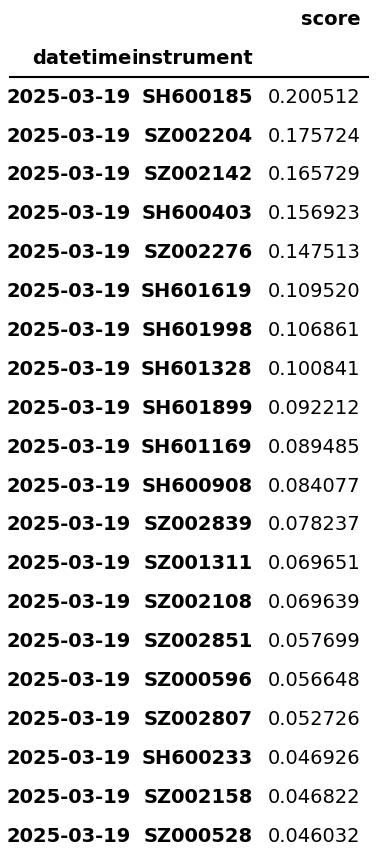 score
datetime instrument
2025-03-19 SH600185 0.200512
2025-03-19 SZ002204 0.175724
2025-03-19 SZ002142 0.165729
2025-03-19 SH600403 0.156923
2025-03-19 SZ002276 0.147513
2025-03-19 SH601619 0.109520
2025-03-19 SH601998 0.106861
2025-03-19 SH601328 0.100841
2025-03-19 SH601899 0.092212
2025-03-19 SH601169 0.089485
2025-03-19 SH600908 0.084077
2025-03-19 SZ002839 0.078237
2025-03-19 SZ001311 0.069651
2025-03-19 SZ002108 0.069639
2025-03-19 SZ002851 0.057699
2025-03-19 SZ000596 0.056648
2025-03-19 SZ002807 0.052726
2025-03-19 SH600233 0.046926
2025-03-19 SZ002158 0.046822
2025-03-19 SZ000528 0.046032